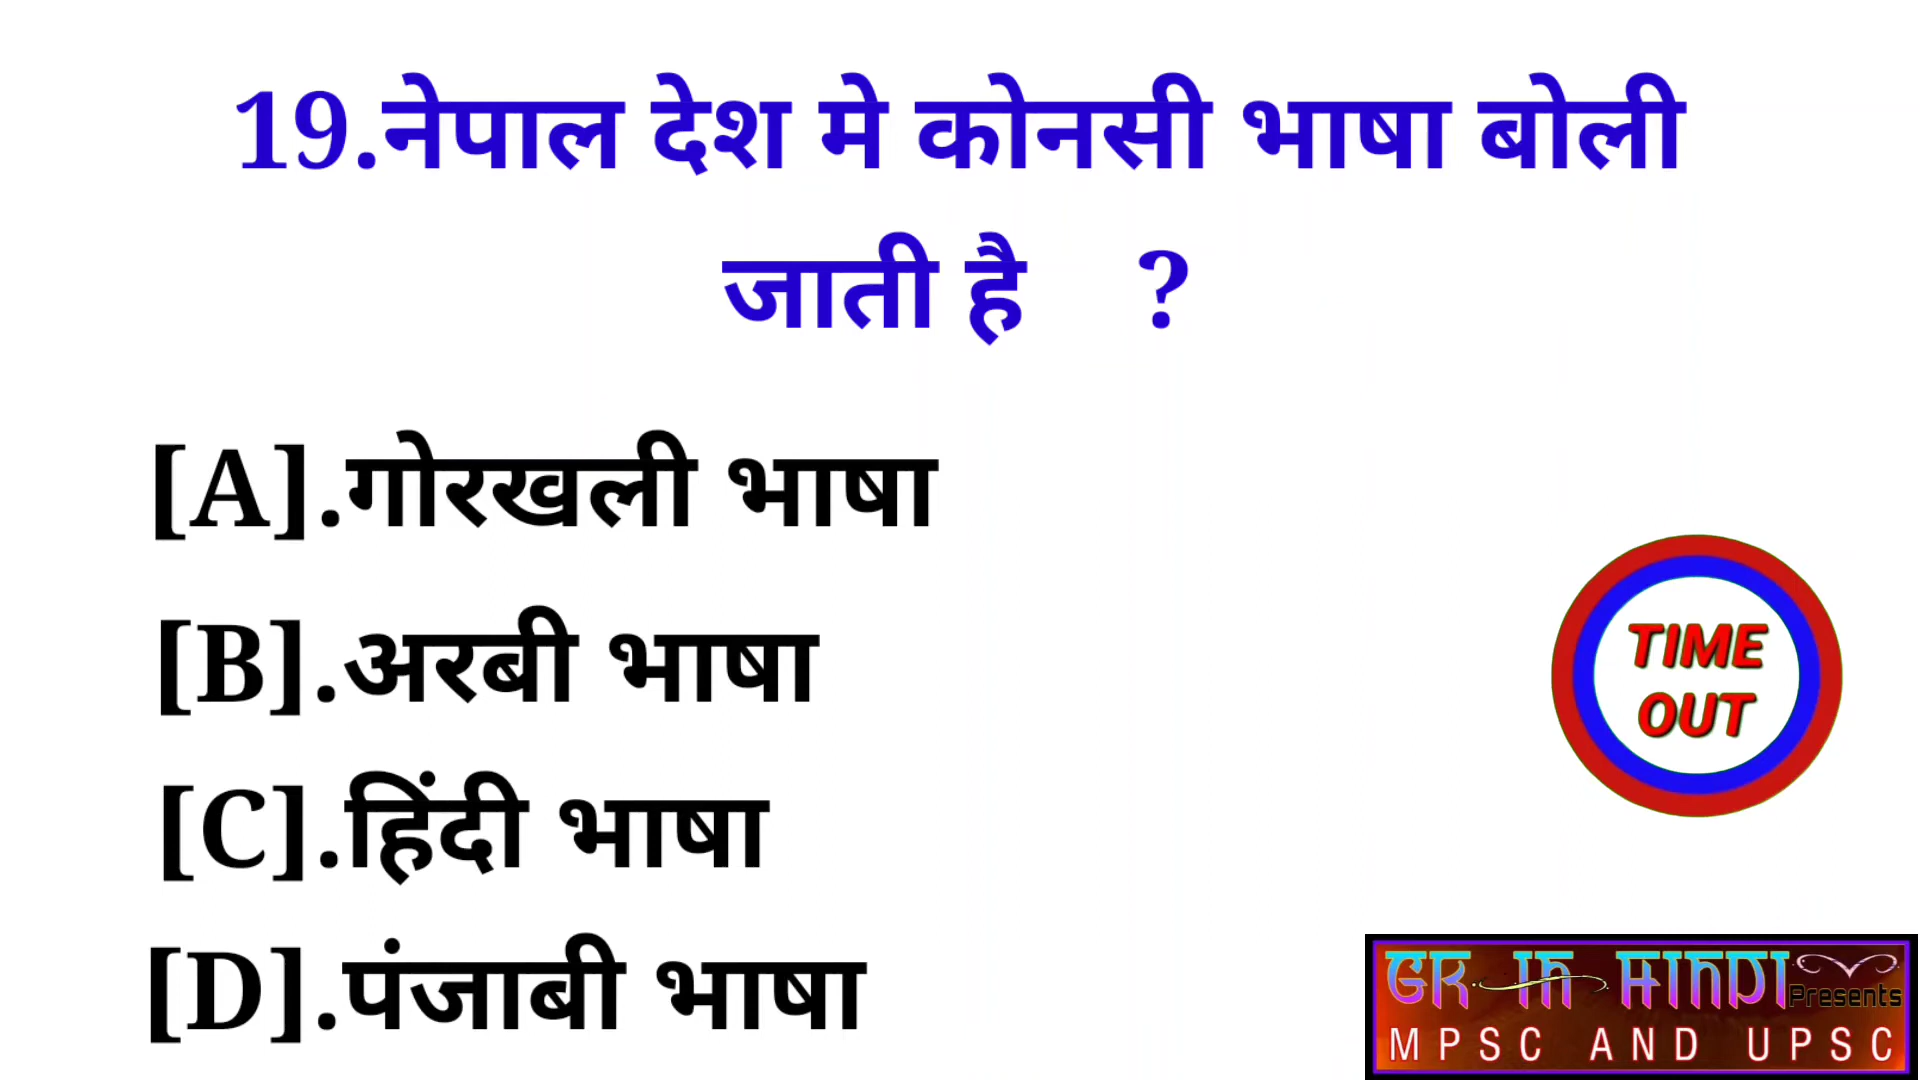 19.नेपाल देश मे कोनसी भाषा बोली
जाती है ?
[A].गोरखली भाषा
[B].अरबी भाषा
[C].हिंदी भाषा
[D].पंजाबी भाषा
TIME
OUT
GK IN HINDI
Presents
MPSC AND UPSC